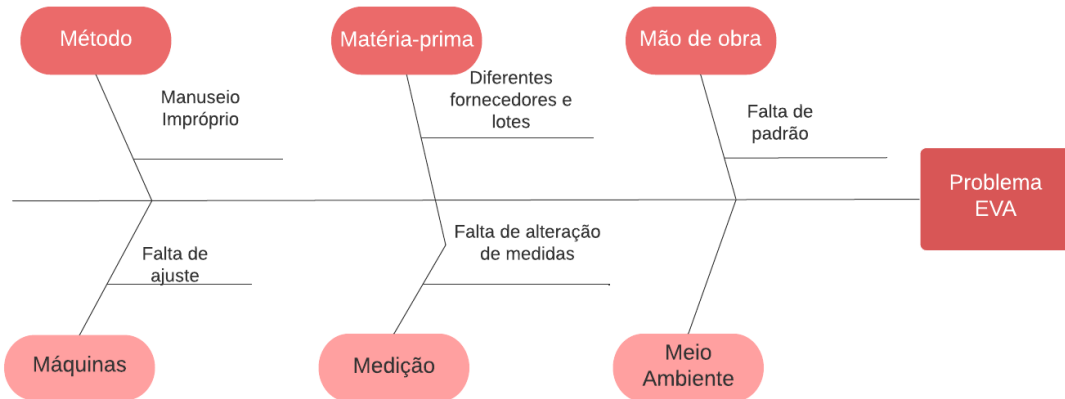 Método
Matéria-prima
Mão de obra
Manuseio
Impróprio
Diferentes
fornecedores e
lotes
Falta de
padrão
Problema
EVA
Falta de
ajuste
Falta de alteração
de medidas
Máquinas
Medição
Meio
Ambiente